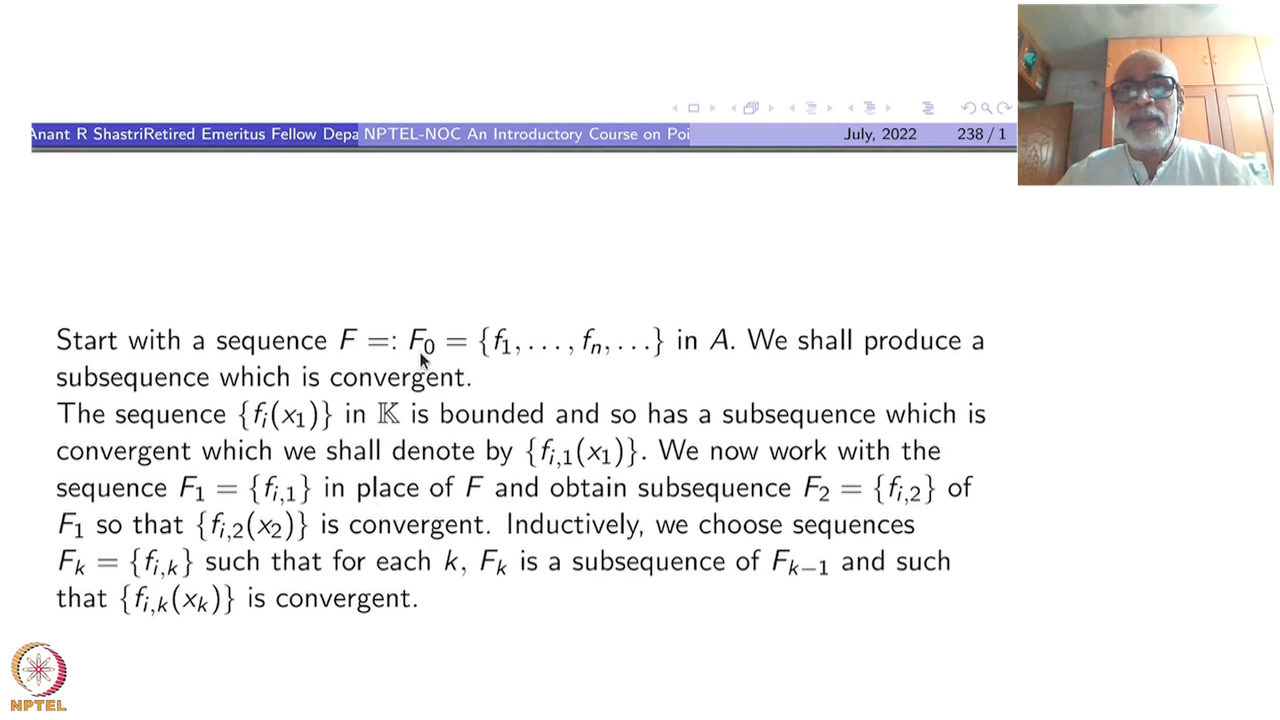 Anant R ShastriRetired Emeritus Fellow Depa NPTEL-NOC An Introductory Course on Poi July, 2022 238 / 1
Start with a sequence F =: F₀ = {f₁, . . . , fₙ, . . .} in A. We shall produce a
subsequence which is convergent.
The sequence {fᵢ(x₁)} in 𝕂 is bounded and so has a subsequence which is
convergent which we shall denote by {fᵢ,₁(x₁)}. We now work with the
sequence F₁ = {fᵢ,₁} in place of F and obtain subsequence F₂ = {fᵢ,₂} of
F₁ so that {fᵢ,₂(x₂)} is convergent. Inductively, we choose sequences
Fₖ = {fᵢ,ₖ} such that for each k, Fₖ is a subsequence of Fₖ₋₁ and such
that {fᵢ,ₖ(xₖ)} is convergent.
NPTEL